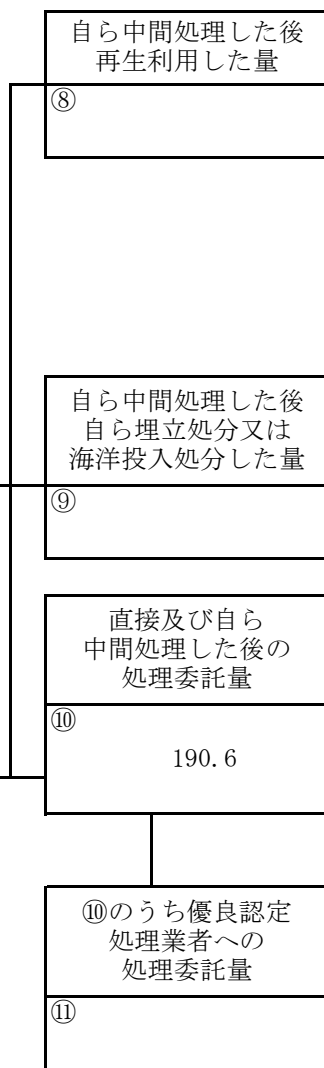 自ら中間処理した後
再生利用した量
⑧
自ら中間処理した後
自ら埋立処分又は
海洋投入処分した量
⑨
直接及び自ら
中間処理した後の
処理委託量
⑩
190.6
⑩のうち優良認定
処理業者への
処理委託量
⑪